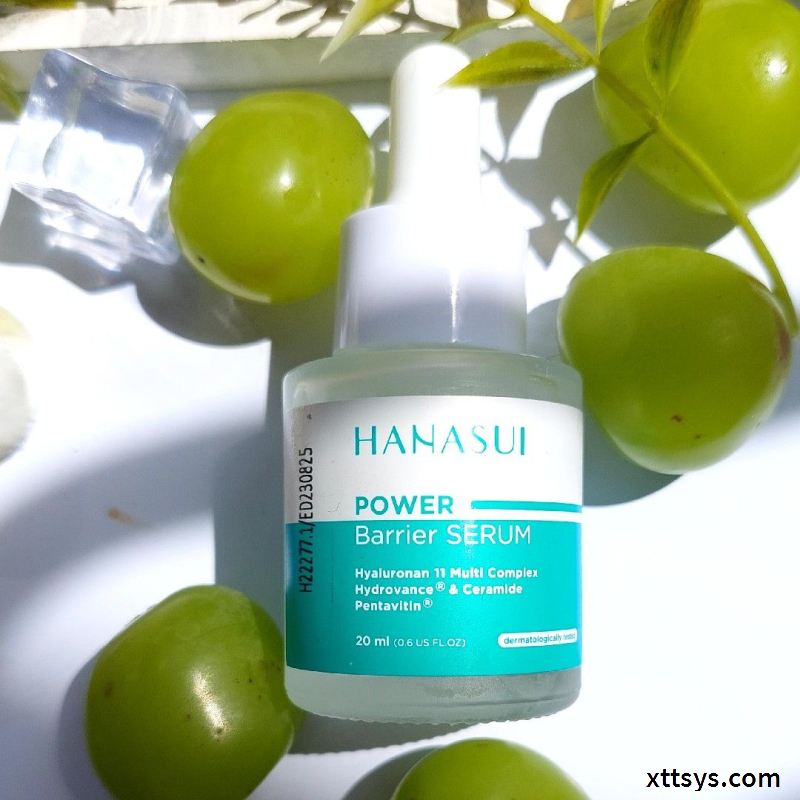 HANASUI
POWER
Barrier SERUM
Hyaluronan 11 Multi Complex
Hydrovance® & Ceramide
Pentavitin®
20 ml (0.6 US FL.OZ)
dermatologically tested
H22277.1/ED230825
xttsys.com